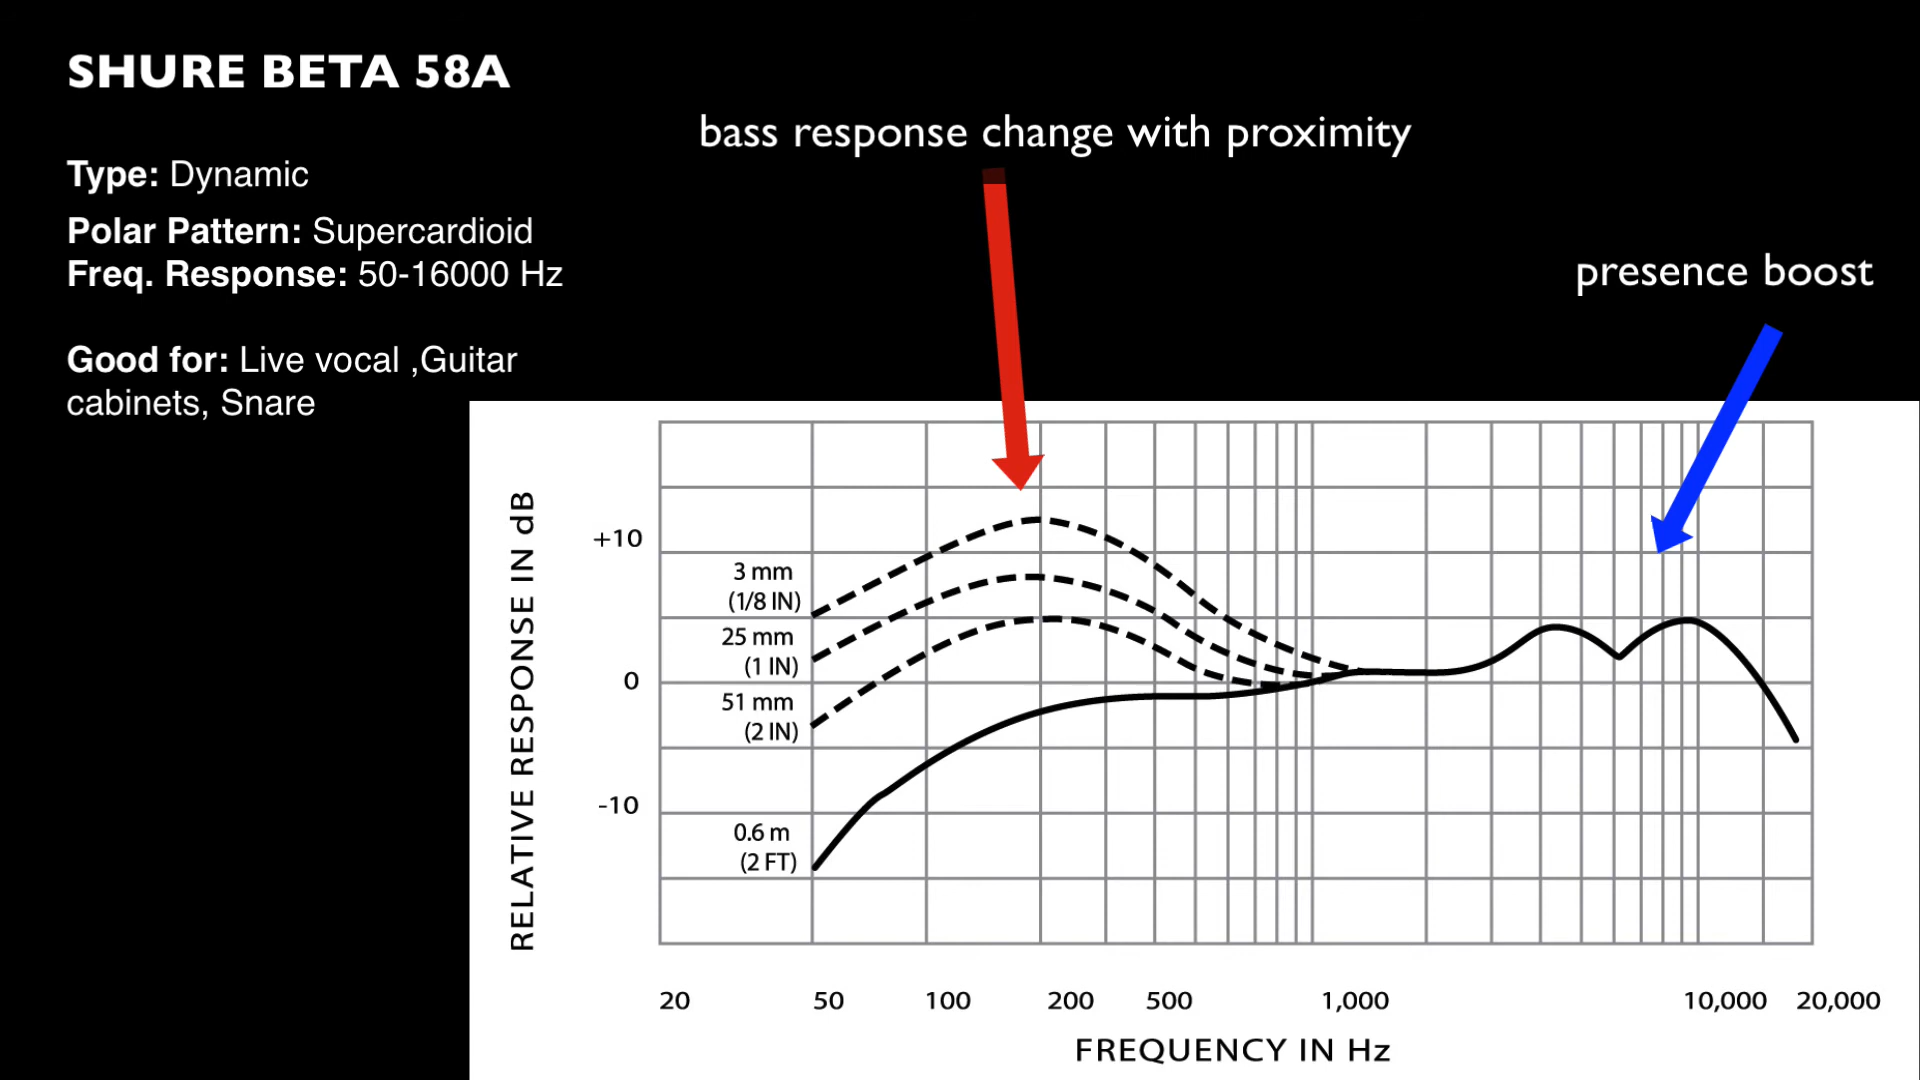 SHURE BETA 58A
bass response change with proximity
Type: Dynamic
Polar Pattern: Supercardioid
Freq. Response: 50-16000 Hz
presence boost
Good for: Live vocal ,Guitar
cabinets, Snare
RELATIVE RESPONSE IN dB
+10
0
-10
3 mm
(1/8 IN)
25 mm
(1 IN)
51 mm
(2 IN)
0.6 m
(2 FT)
20 50 100 200 500 1,000 10,000 20,000
FREQUENCY IN Hz